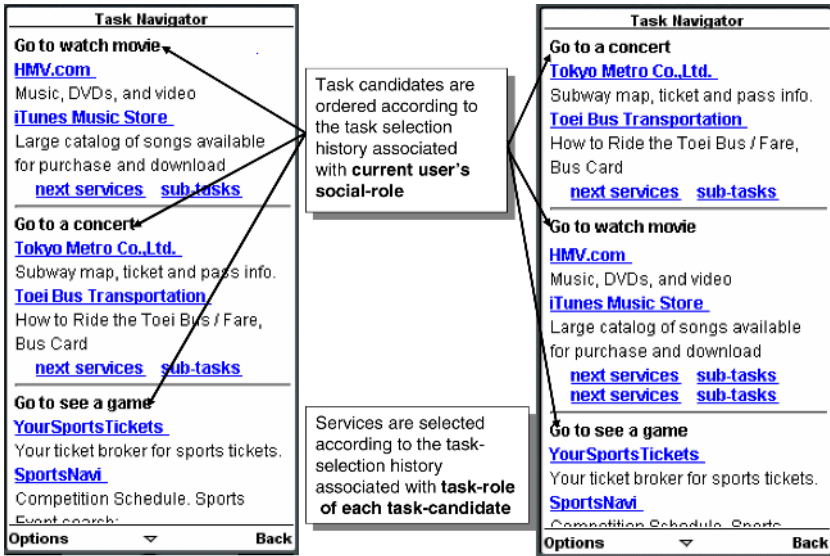 Task Navigator
Go to watch movie
HMV.com
Music, DVDs, and video
iTunes Music Store
Large catalog of songs available
for purchase and download
next services sub-tasks
Go to a concert
Tokyo Metro Co.,Ltd.
Subway map, ticket and pass info.
Toei Bus Transportation
How to Ride the Toei Bus / Fare,
Bus Card
next services sub-tasks
Go to see a game
YourSportsTickets
Your ticket broker for sports tickets.
SportsNavi
Competition Schedule. Sports
Event search:
Options Back
Task candidates are
ordered according to
the task selection
history associated
with current user's
social-role
Services are selected
according to the task-
selection history
associated with task-role
of each task-candidate
Task Navigator
Go to a concert
Tokyo Metro Co.,Ltd.
Subway map, ticket and pass info.
Toei Bus Transportation
How to Ride the Toei Bus / Fare,
Bus Card
next services sub-tasks
Go to watch movie
HMV.com
Music, DVDs, and video
iTunes Music Store
Large catalog of songs available
for purchase and download
next services sub-tasks
next services sub-tasks
Go to see a game
YourSportsTickets
Your ticket broker for sports tickets.
SportsNavi
Competition Schedule. Sports
Options Back